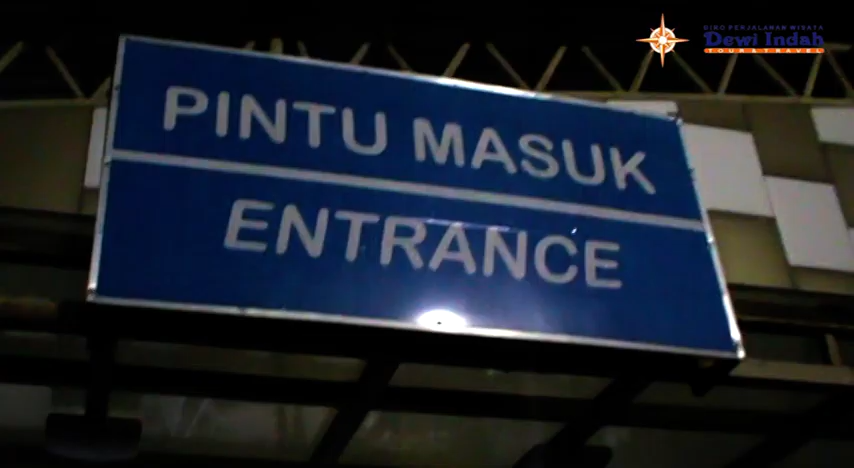 BIRO PERJALANAN WISATA
Dewi Indah
TOUR & TRAVEL
PINTU MASUK
ENTRANCE